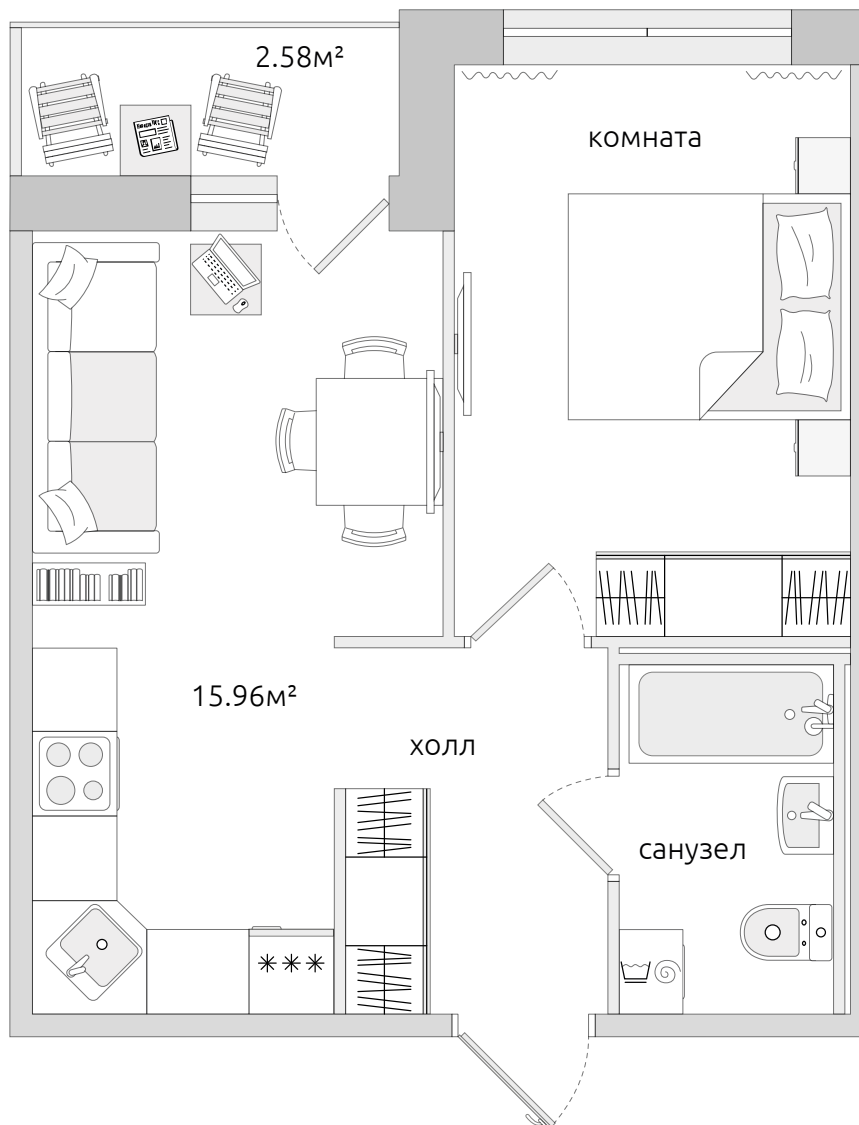 2.58м²
комната
15.96м²
холл
санузел